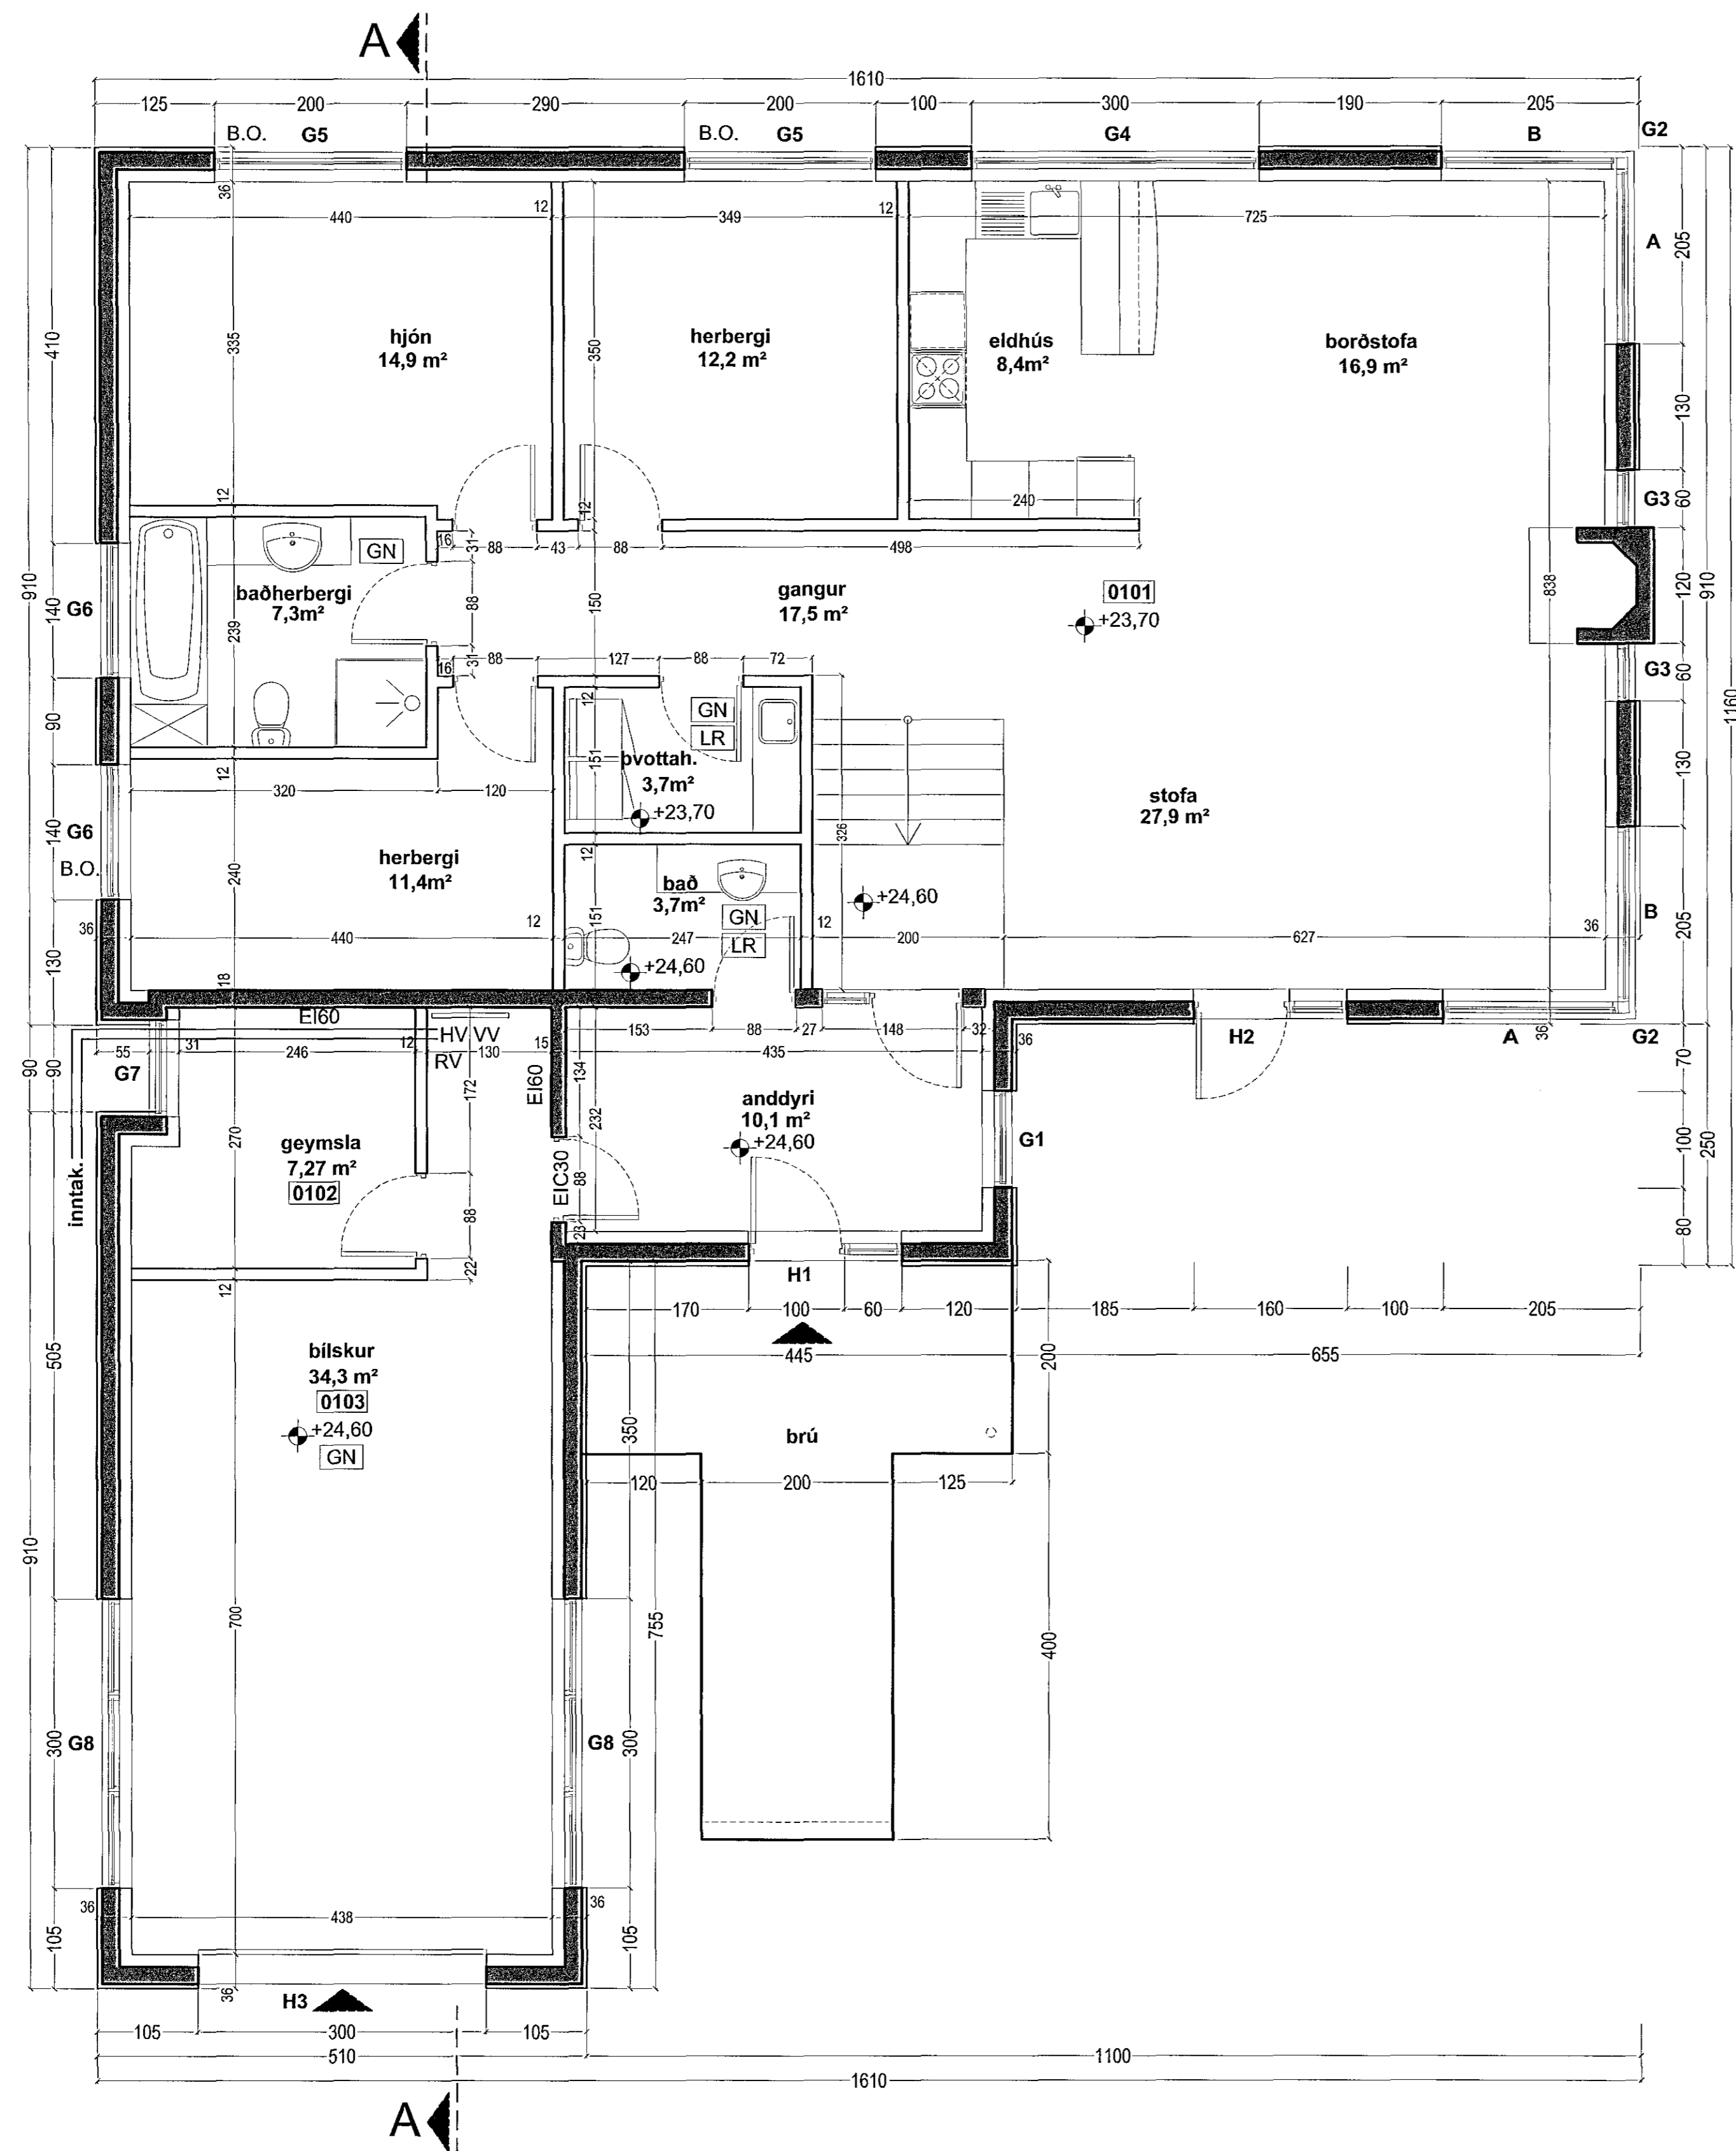 A
1610
125 200 290 200 100 300 190 205
B.O. G5 B.O. G5 G4 B G2
36
440 12 349 12 725
A 205
410
335
350
hjón
14,9 m²
herbergi
12,2 m²
eldhús
8,4m²
borðstofa
16,9 m²
130
12
12
240
G3 60
16 88 43 88 498
31
GN
910
G6 140
baðherbergi
7,3m²
239
88
150
gangur
17,5 m²
0101
+23,70
838
120
910
1160
31
16 88 127 88 72
G3 60
90
12
GN
LR
þvottah.
3,7m²
151
+23,70
12
320 120
130
stofa
27,9 m²
326
G6 140
B.O.
240
herbergi
11,4m²
12
bað
3,7m²
GN
LR
151
+24,60
+24,60
36 440 12 247 12 200 627 36
B 205
130
18
EI60
HV VV
RV
153 88 27 148 32
H2 A G2
36
55 31 246 12 130 15 435 36
G7
90 90
70
172
EI60
134
232
anddyri
10,1 m²
+24,60
G1
100
250
inntak.
270
geymsla
7,27 m²
0102
88
EIC30
88
23
22
80
12
H1
170 100 60 120 185 160 100 205
445 655
200
505
bílskur
34,3 m²
0103
+24,60
GN
350
brú
120 200 125
910
700
755
400
G8 300
G8 300
36 438 36
105
105
36
H3
105 300 105
510 1100
1610
A